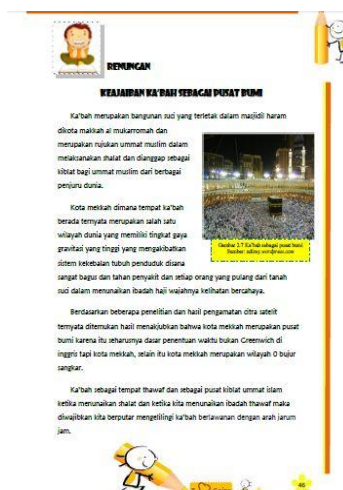 RENUNGAN
KEAJAIBAN KA'BAH SEBAGAI PUSAT BUMI
Ka'bah merupakan bangunan suci yang terletak dalam masjidil haram
dikota makkah al mukarromah dan
merupakan rujukan ummat muslim dalam
melaksanakan shalat dan dianggap sebagai
kiblat bagi ummat muslim dari berbagai
penjuru dunia.
Kota mekkah dimana tempat ka'bah
berada ternyata merupakan salah satu
wilayah dunia yang memiliki tingkat gaya
gravitasi yang tinggi yang mengakibatkan
sistem kekebalan tubuh penduduk disana
Gambar 2.7 Ka'bah sebagai pusat bumi
sangat bagus dan tahan penyakit dan setiap orang yang pulang dari tanah
suci dalam menunaikan ibadah haji wajahnya kelihatan bercahaya.
Berdasarkan beberapa penelitian dan hasil pengamatan citra satelit
ternyata ditemukan hasil menakjubkan bahwa kota mekkah merupakan pusat
bumi karena itu seharusnya dasar penentuan waktu bukan Greenwich di
inggris tapi kota mekkah, selain itu kota mekkah merupakan wilayah 0 bujur
sangkar.
Ka'bah sebagai tempat thawaf dan sebagai pusat kiblat ummat islam
ketika menunaikan shalat dan ketika kita menunaikan ibadah thawaf maka
diwajibkan kita berputar mengelilingi ka'bah berlawanan dengan arah jarum
jam.
46